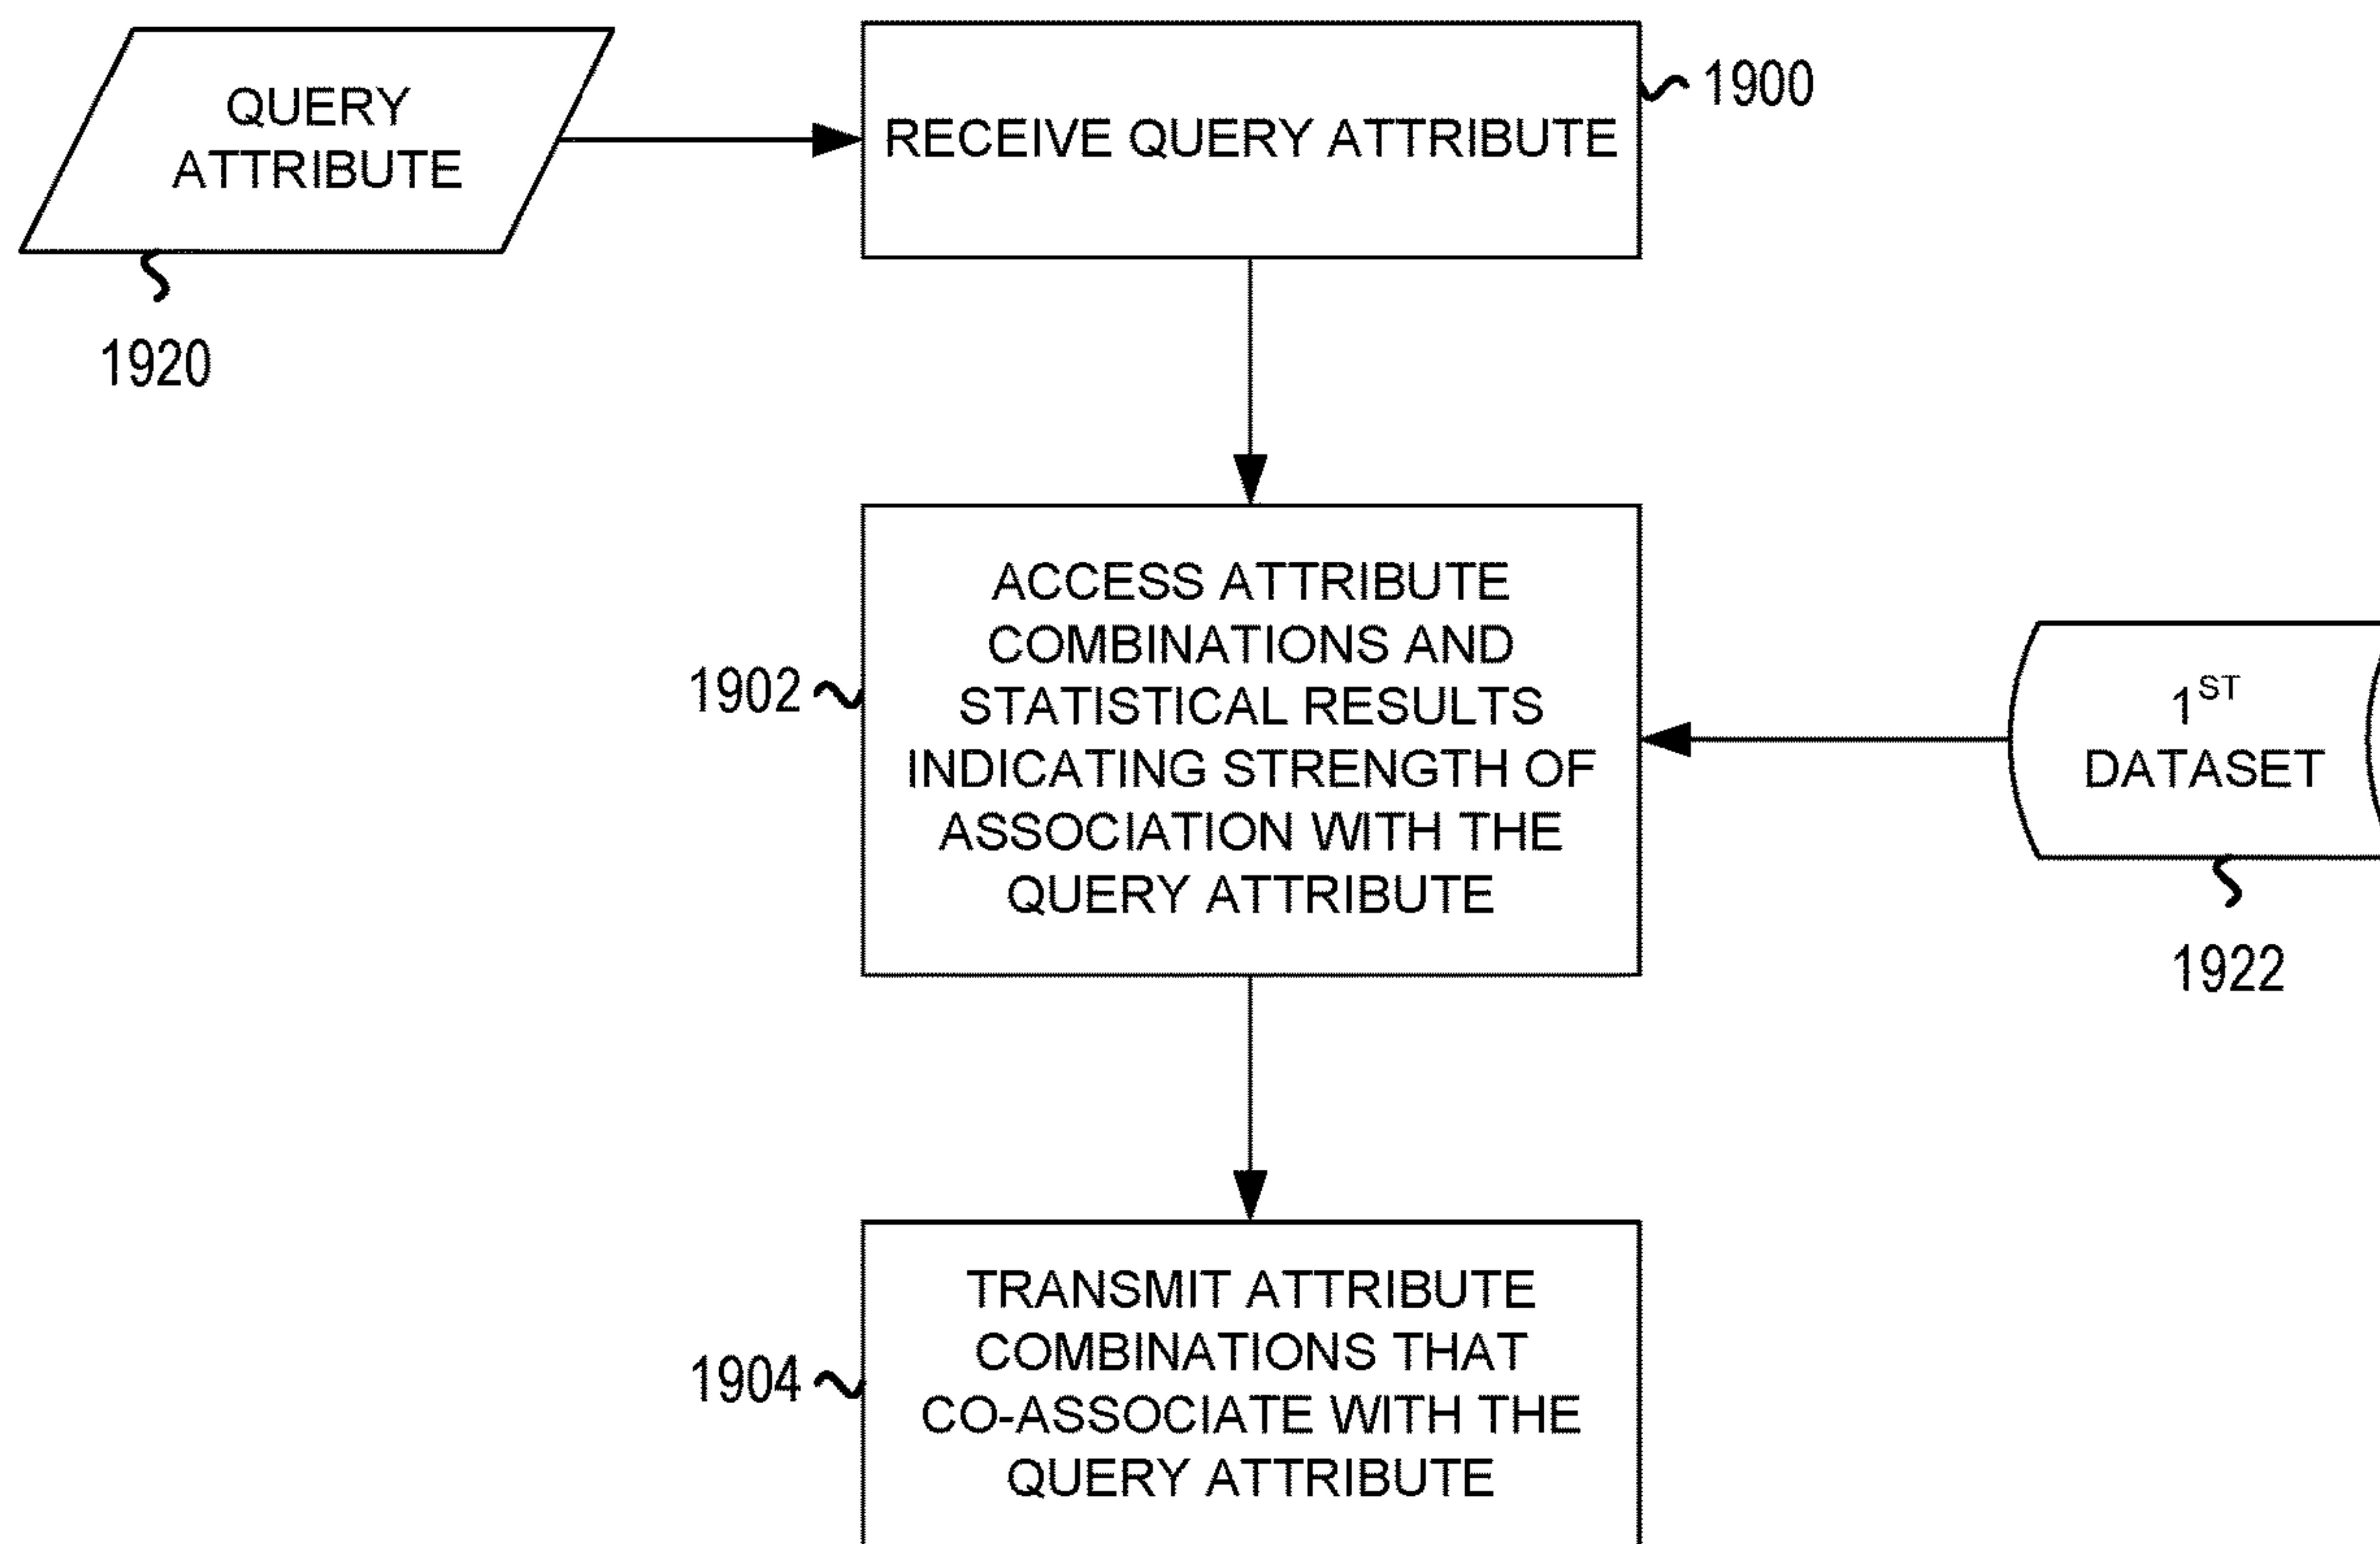 QUERY
ATTRIBUTE
1920
RECEIVE QUERY ATTRIBUTE
1900
ACCESS ATTRIBUTE
COMBINATIONS AND
STATISTICAL RESULTS
INDICATING STRENGTH OF
ASSOCIATION WITH THE
QUERY ATTRIBUTE
1902
1ST
DATASET
1922
TRANSMIT ATTRIBUTE
COMBINATIONS THAT
CO-ASSOCIATE WITH THE
QUERY ATTRIBUTE
1904